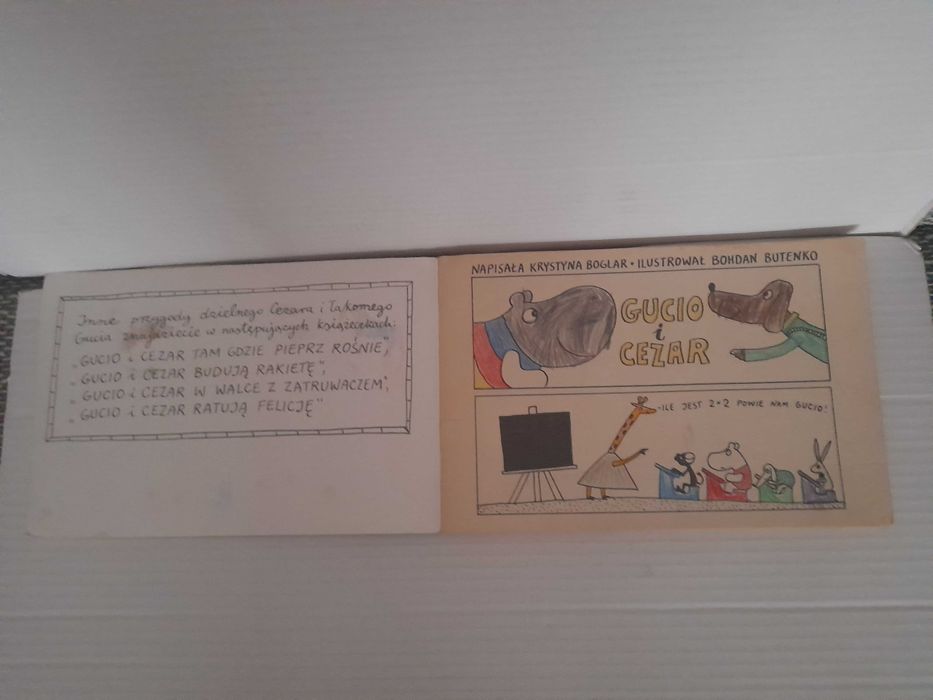 Inne przygody dzielnego Cezara i łakomego
Gucia znajdziecie w następujących książeczkach:
„GUCIO i CEZAR TAM GDZIE PIEPRZ ROŚNIE”,
„GUCIO i CEZAR BUDUJĄ RAKIETĘ”,
„GUCIO i CEZAR W WALCE Z ZATRUWACZEM”,
„GUCIO i CEZAR RATUJĄ FELICJĘ”
NAPISAŁA KRYSTYNA BOGLAR • ILUSTROWAŁ BOHDAN BUTENKO
GUCIO
i
CEZAR
-ILE JEST 2×2 POWIE NAM GUCIO!